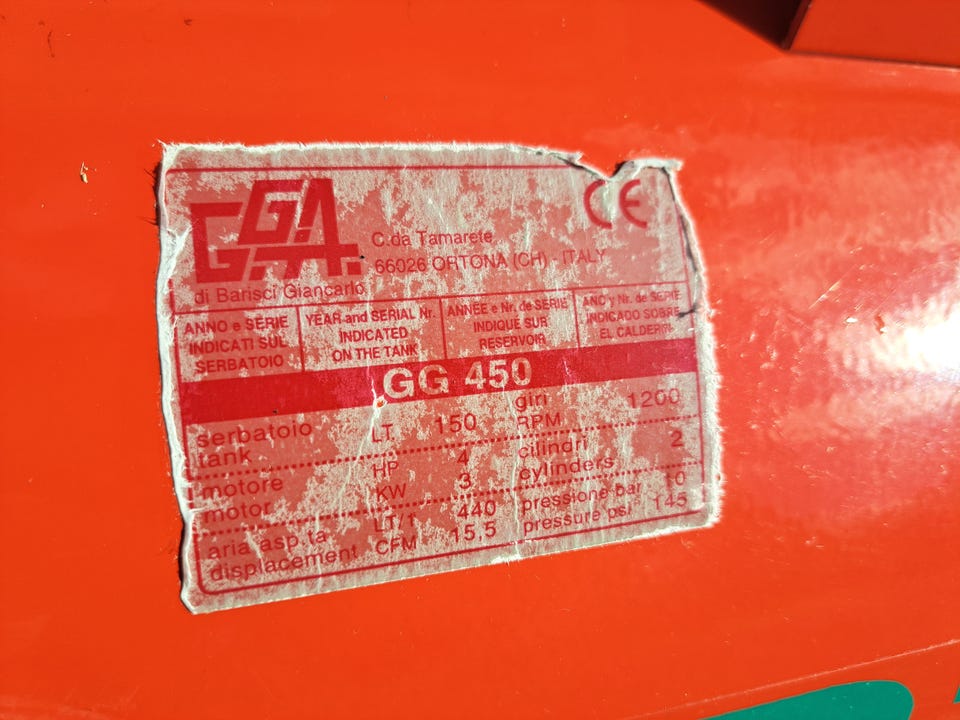 G.G.A.
CE
C.da Tamarete
66026 ORTONA (CH) - ITALY
di Barisci Giancarlo
ANNO e SERIE
INDICATI SUL
SERBATOIO
YEAR and SERIAL Nr.
INDICATED
ON THE TANK
ANNÉE e Nr. de SERIE
INDIQUE SUR
RESERVOIR
ANO y Nr. de SERIE
INDICADO SOBRE
EL CALDERIN
GG 450
serbatoio
tank
LT. 150
giri
RPM
1200
motore
motor
HP 4
KW 3
cilindri
cylinders
2
aria asp.ta
displacement
LT/1' 440
CFM 15,5
pressione bar 10
pressure psi 145